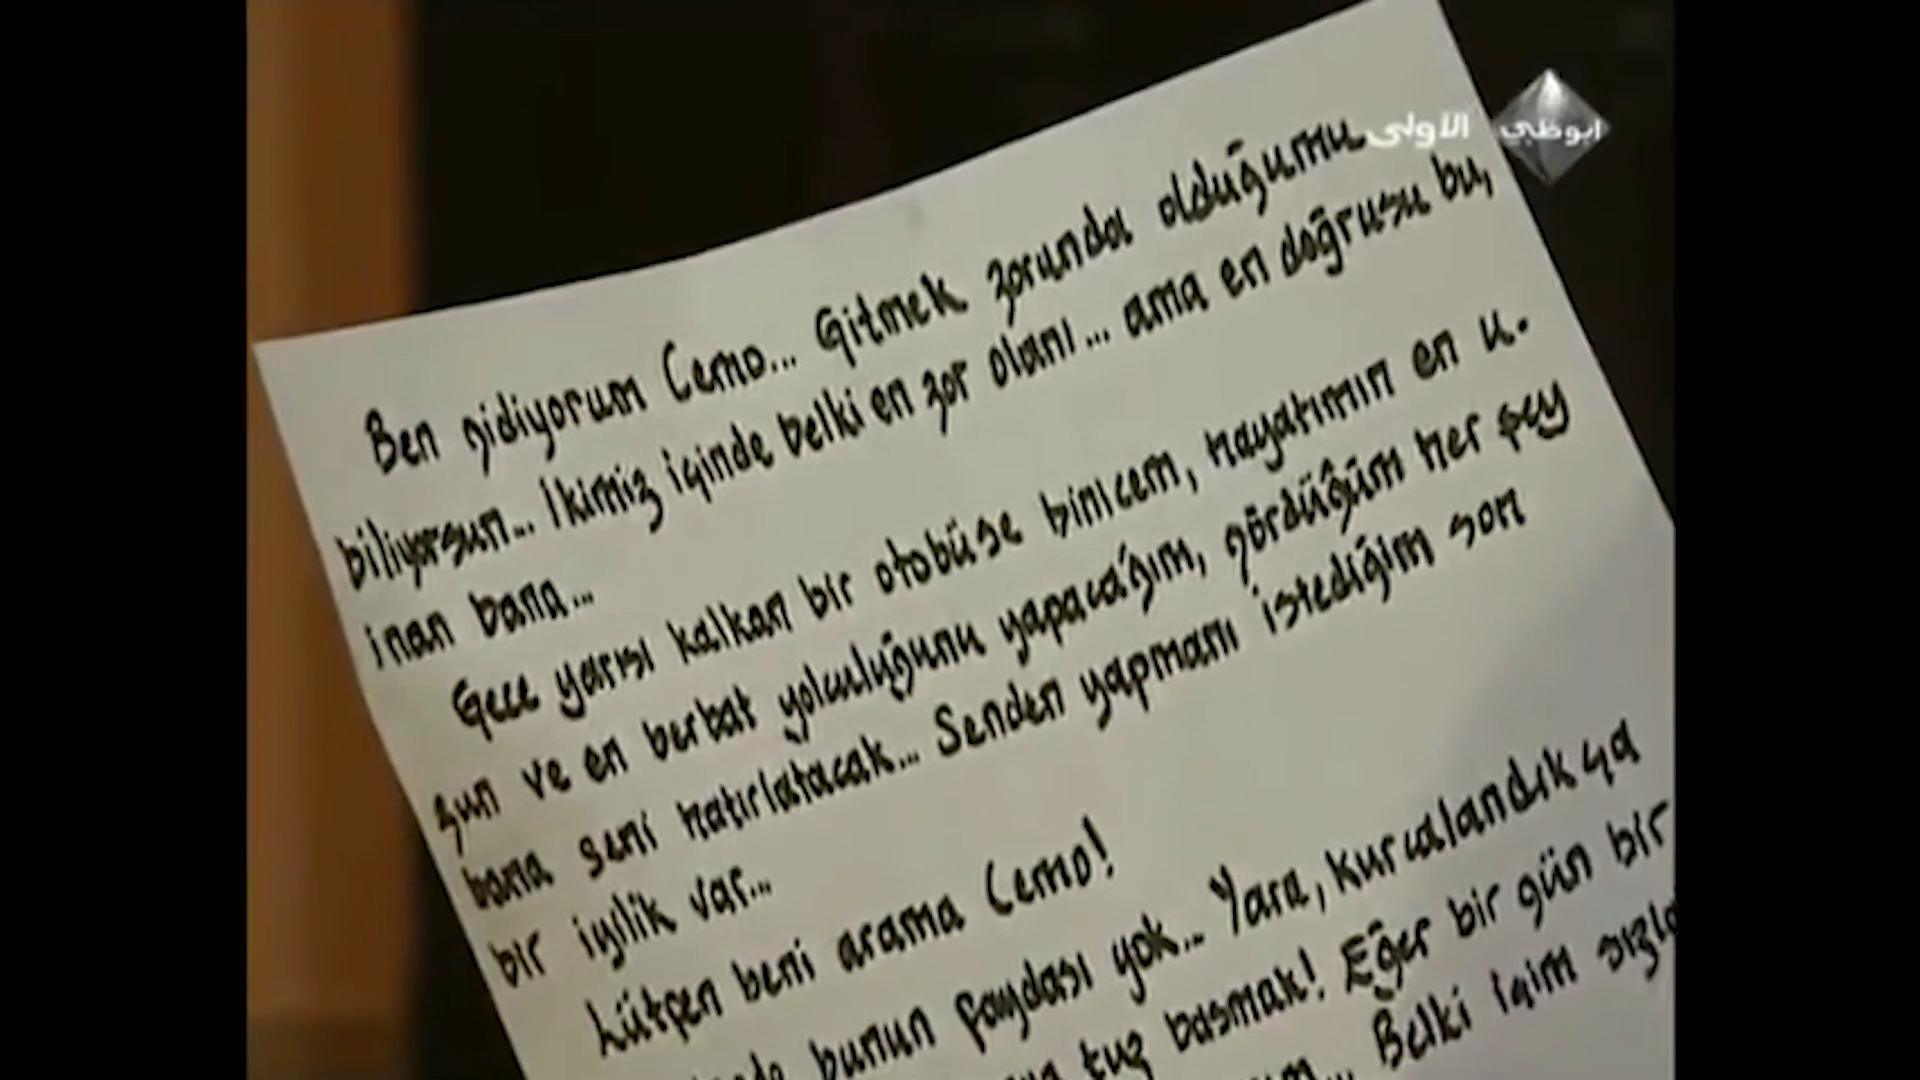 الأولى أبوظبي
Ben gidiyorum Cemo... Gitmek zorunda olduğumu
biliyorsun... İkimiz içinde belki en zor olanı... ama en doğrusu bu,
inan bana...
Gece yarısı kalkan bir otobüse binicem, hayatımın en u.
zun ve en berbat yolculuğunu yapacağım, gördüğüm her şey
bana seni hatırlatacak... Senden yapmanı istediğim son
bir iyilik var...
Lütfen beni arama Cemo!
bunun faydası yok... Yara, kurcalandıkça
tuz basmak! Eğer bir gün bir
Belki içim sızla